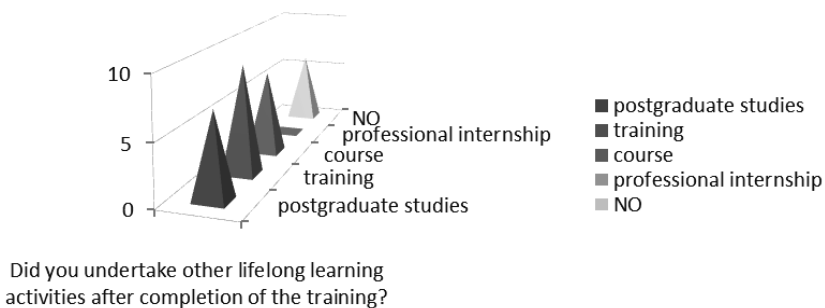 10
5
0
NO
professional internship
course
training
postgraduate studies
postgraduate studies
training
course
professional internship
NO
Did you undertake other lifelong learning
activities after completion of the training?